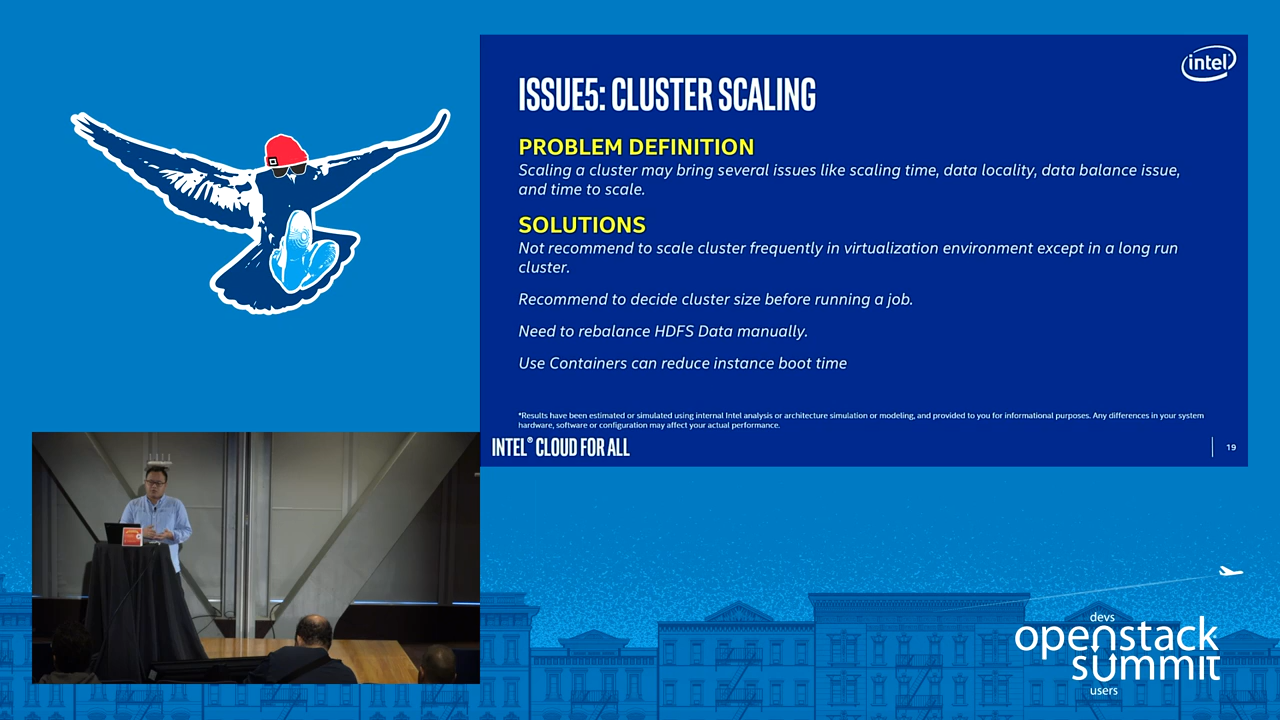 intel
ISSUE5: CLUSTER SCALING
PROBLEM DEFINITION
Scaling a cluster may bring several issues like scaling time, data locality, data balance issue,
and time to scale.
SOLUTIONS
Not recommend to scale cluster frequently in virtualization environment except in a long run
cluster.
Recommend to decide cluster size before running a job.
Need to rebalance HDFS Data manually.
Use Containers can reduce instance boot time
*Results have been estimated or simulated using internal Intel analysis or architecture simulation or modeling, and provided to you for informational purposes. Any differences in your system
hardware, software or configuration may affect your actual performance.
INTEL® CLOUD FOR ALL
19
devs
openstack
summit
users